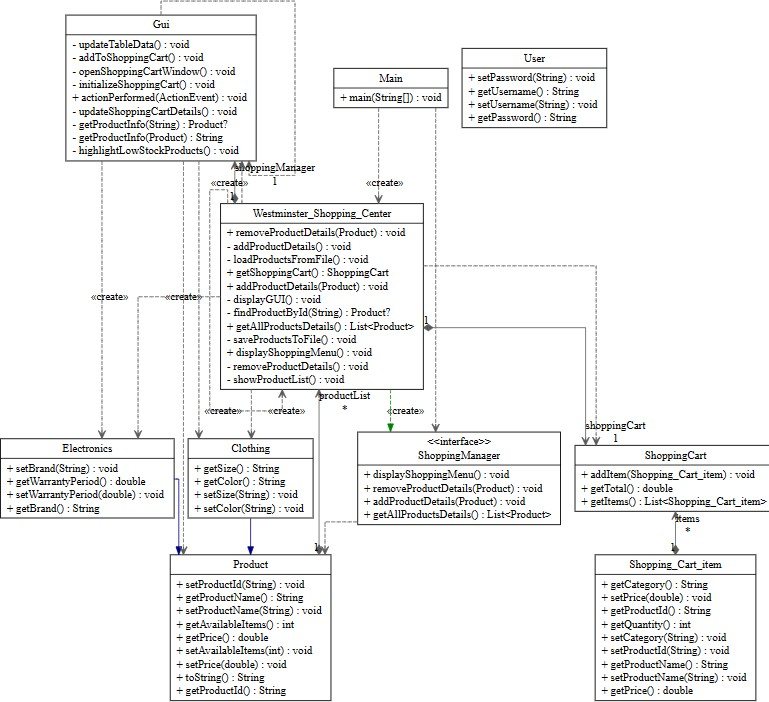 Gui
- updateTableData() : void
- addToShoppingCart() : void
- openShoppingCartWindow() : void
- initializeShoppingCart() : void
+ actionPerformed(ActionEvent) : void
- updateShoppingCartDetails() : void
- getProductInfo(String) : Product?
- getProductInfo(Product) : String
- highlightLowStockProducts() : void
Main
+ main(String[]) : void
User
+ setPassword(String) : void
+ getUsername() : String
+ setUsername(String) : void
+ getPassword() : String
shoppingManager
1
«create»
«create»
1
Westminster_Shopping_Center
+ removeProductDetails(Product) : void
- addProductDetails() : void
- loadProductsFromFile() : void
+ getShoppingCart() : ShoppingCart
+ addProductDetails(Product) : void
- displayGUI() : void
- findProductById(String) : Product?
+ getAllProductsDetails() : List<Product>
- saveProductsToFile() : void
+ displayShoppingMenu() : void
- removeProductDetails() : void
- showProductList() : void
«create»
«create»
1
productList
*
«create»
«create»
«create»
shoppingCart
1
Electronics
+ setBrand(String) : void
+ getWarrantyPeriod() : double
+ setWarrantyPeriod(double) : void
+ getBrand() : String
Clothing
+ getSize() : String
+ getColor() : String
+ setSize(String) : void
+ setColor(String) : void
<<interface>>
ShoppingManager
+ displayShoppingMenu() : void
+ removeProductDetails(Product) : void
+ addProductDetails(Product) : void
+ getAllProductsDetails() : List<Product>
ShoppingCart
+ addItem(Shopping_Cart_item) : void
+ getTotal() : double
+ getItems() : List<Shopping_Cart_item>
items
*
1
1
Product
+ setProductId(String) : void
+ getProductName() : String
+ setProductName(String) : void
+ getAvailableItems() : int
+ getPrice() : double
+ setAvailableItems(int) : void
+ setPrice(double) : void
+ toString() : String
+ getProductId() : String
Shopping_Cart_item
+ getCategory() : String
+ setPrice(double) : void
+ getProductId() : String
+ getQuantity() : int
+ setCategory(String) : void
+ setProductId(String) : void
+ getProductName() : String
+ setProductName(String) : void
+ getPrice() : double